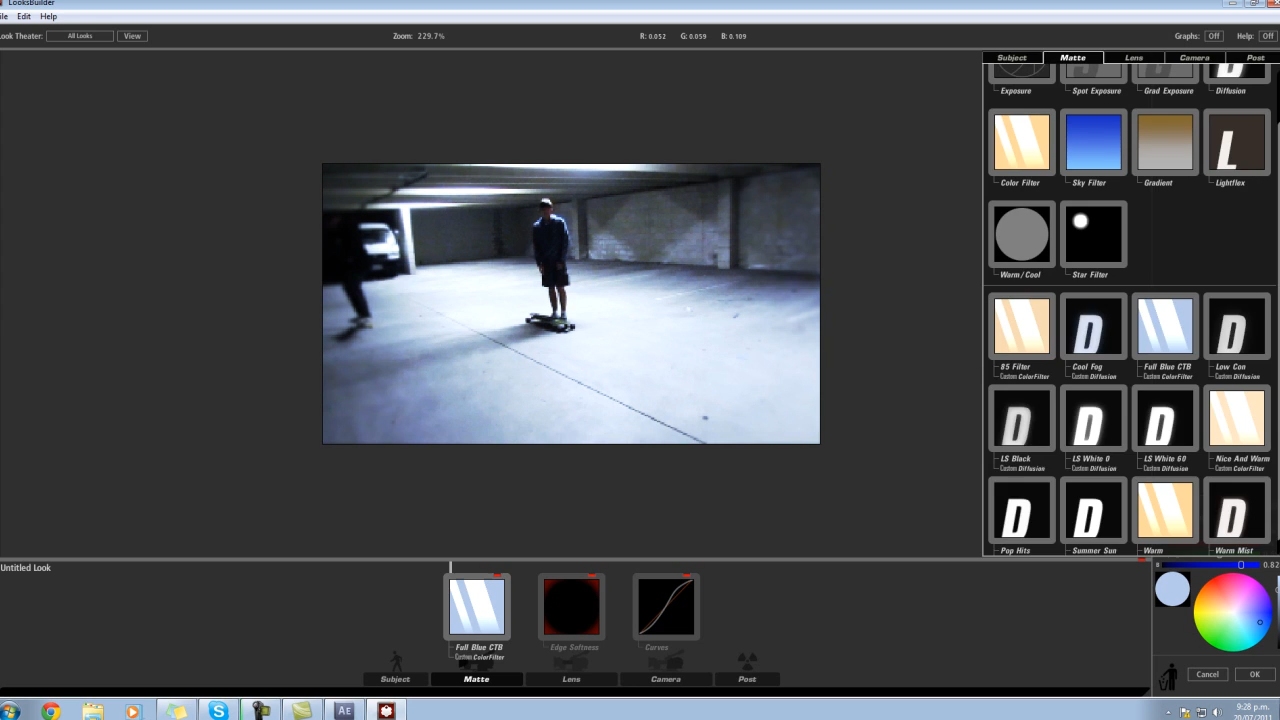 LooksBuilder
ile Edit Help
Look Theater: All Looks View Zoom: 229.7% R: 0.052 G: 0.059 B: 0.109 Graphs: Off Help: Off
Subject Matte Lens Camera Post
Exposure Spot Exposure Grad Exposure Diffusion
Color Filter Sky Filter Gradient Lightflex
L
Warm/Cool Star Filter
D D
85 Filter Cool Fog Full Blue CTB Low Con
Custom ColorFilter Custom Diffusion Custom ColorFilter Custom Diffusion
D D D
LS Black LS White 0 LS White 60 Nice And Warm
Custom Diffusion Custom Diffusion Custom Diffusion Custom ColorFilter
D D D
Pop Hits Summer Sun Warm Warm Mist
Untitled Look
B 0.82
Full Blue CTB Edge Softness Curves
Custom ColorFilter
Subject Matte Lens Camera Post
Cancel OK
S AE
9:28 p.m.
20/07/2011